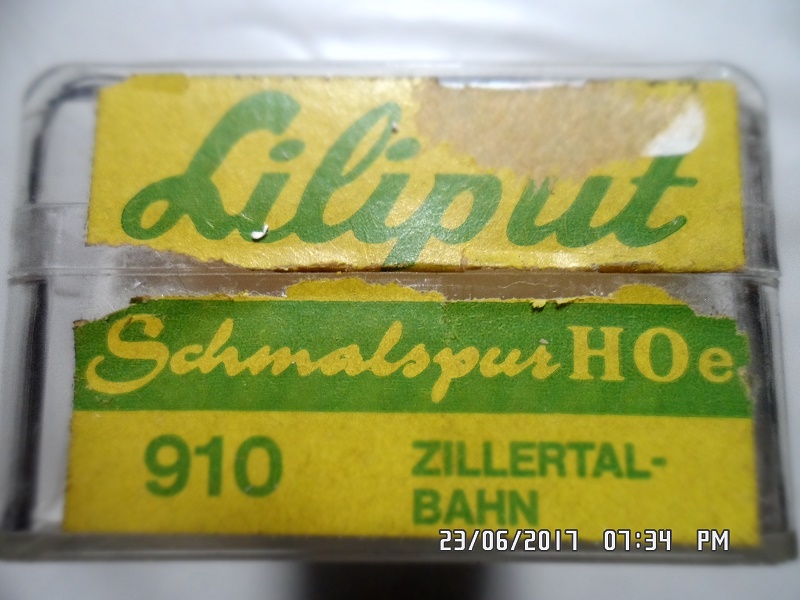 Liliput
Schmalspur HOe
910 ZILLERTAL-
BAHN
23/06/2017 07:34 PM